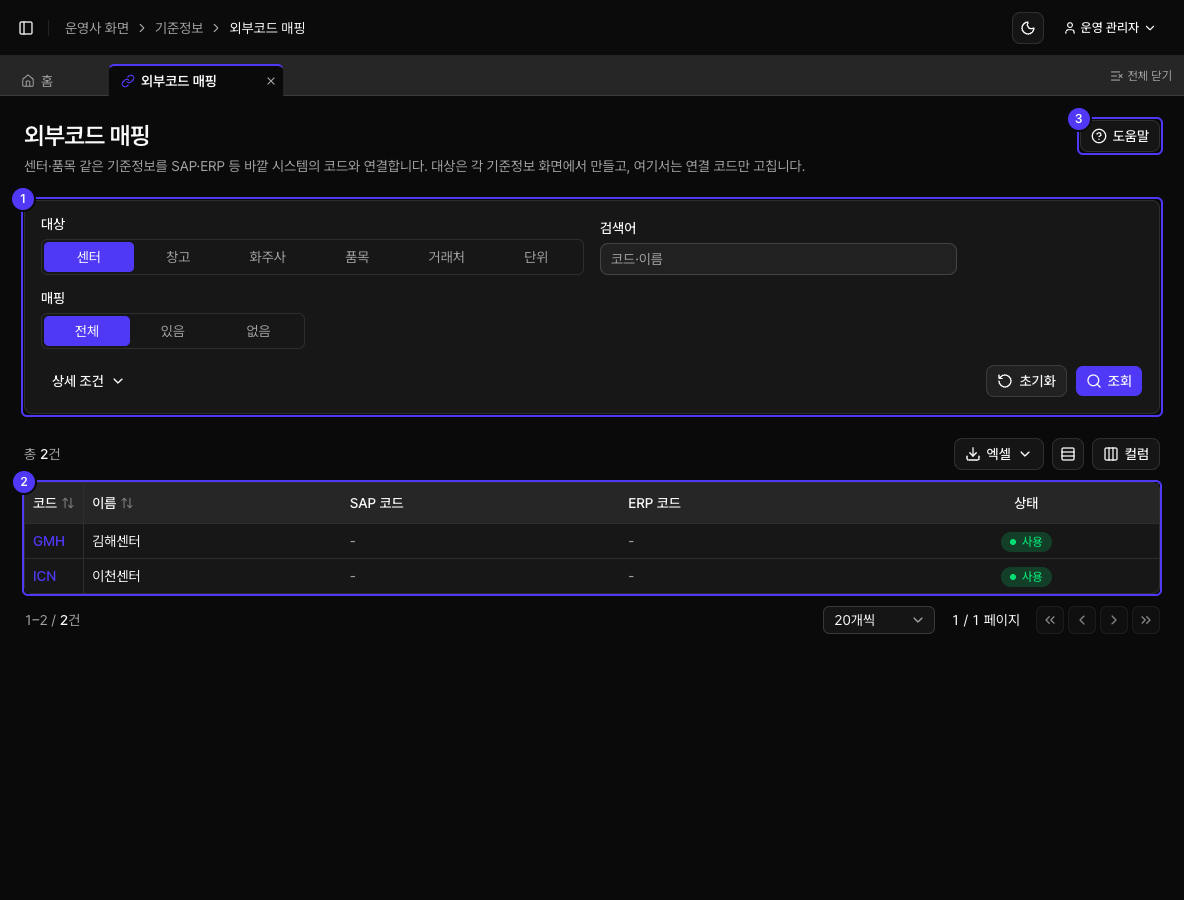 운영사 화면 > 기준정보 > 외부코드 매핑
운영 관리자
홈
외부코드 매핑 ×
전체 닫기
외부코드 매핑
3
도움말
센터·품목 같은 기준정보를 SAP·ERP 등 바깥 시스템의 코드와 연결합니다. 대상은 각 기준정보 화면에서 만들고, 여기서는 연결 코드만 고칩니다.
1
대상
검색어
센터 창고 화주사 품목 거래처 단위
코드·이름
매핑
전체 있음 없음
상세 조건
초기화
조회
총 2건
엑셀
컬럼
2
코드 이름 SAP 코드 ERP 코드 상태
GMH 김해센터 - - 사용
ICN 이천센터 - - 사용
1–2 / 2건
20개씩
1 / 1 페이지